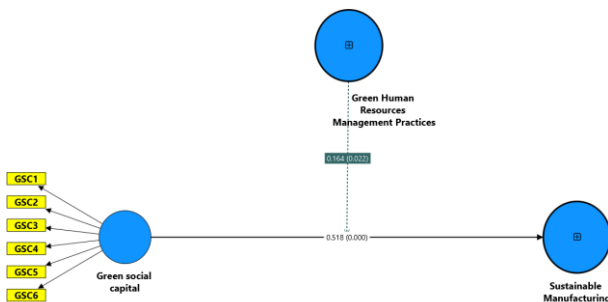 Green Human
Resources
Management Practices
0.164 (0.022)
GSC1
GSC2
GSC3
GSC4
GSC5
GSC6
0.518 (0.000)
Green social
capital
Sustainable
Manufacturing